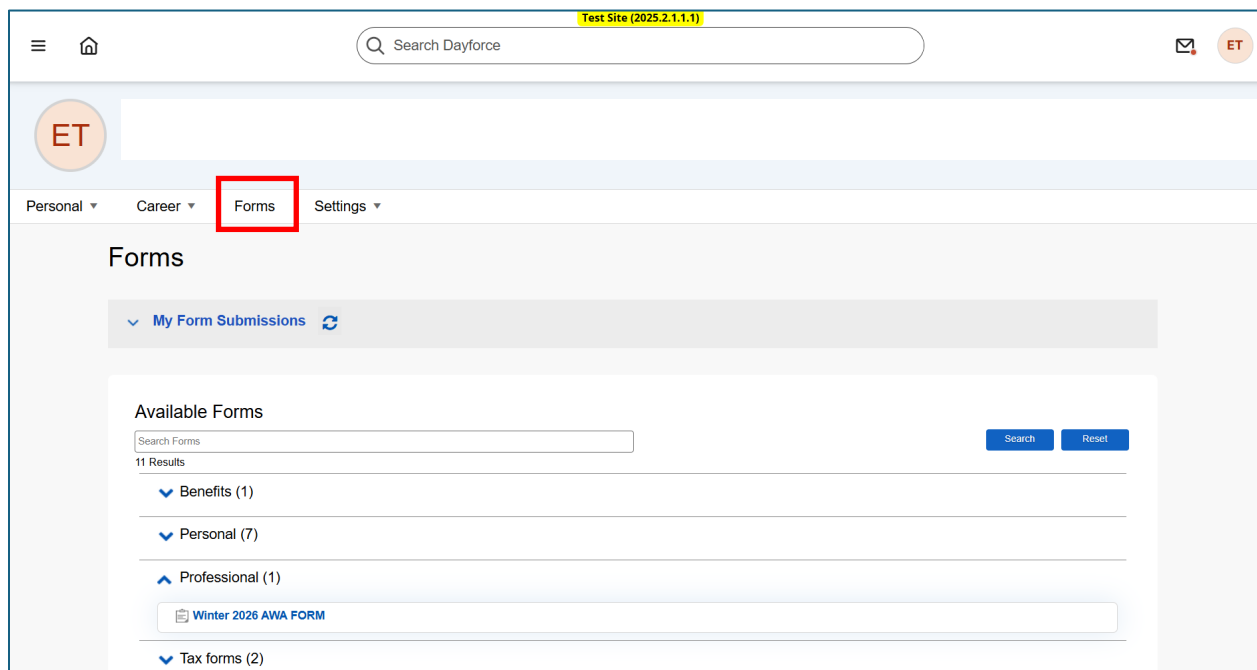 Test Site (2025.2.1.1.1)
Search Dayforce
ET
ET
Personal Career Forms Settings
Forms
My Form Submissions
Available Forms
Search Forms
Search Reset
11 Results
Benefits (1)
Personal (7)
Professional (1)
Winter 2026 AWA FORM
Tax forms (2)